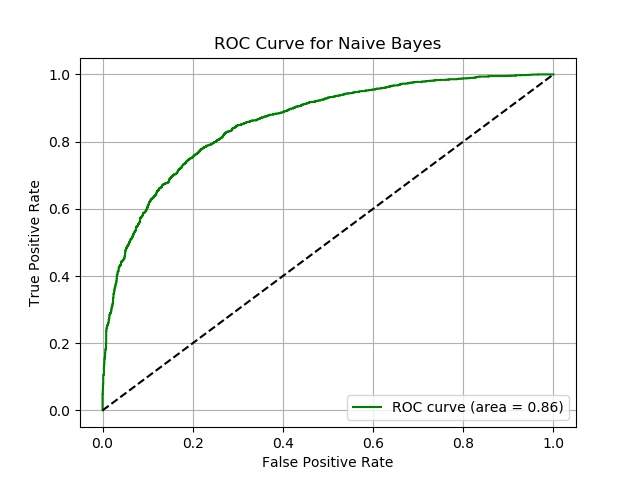 ROC Curve for Naive Bayes
1.0
0.8
0.6
0.4
0.2
0.0
True Positive Rate
ROC curve (area = 0.86)
0.0 0.2 0.4 0.6 0.8 1.0
False Positive Rate